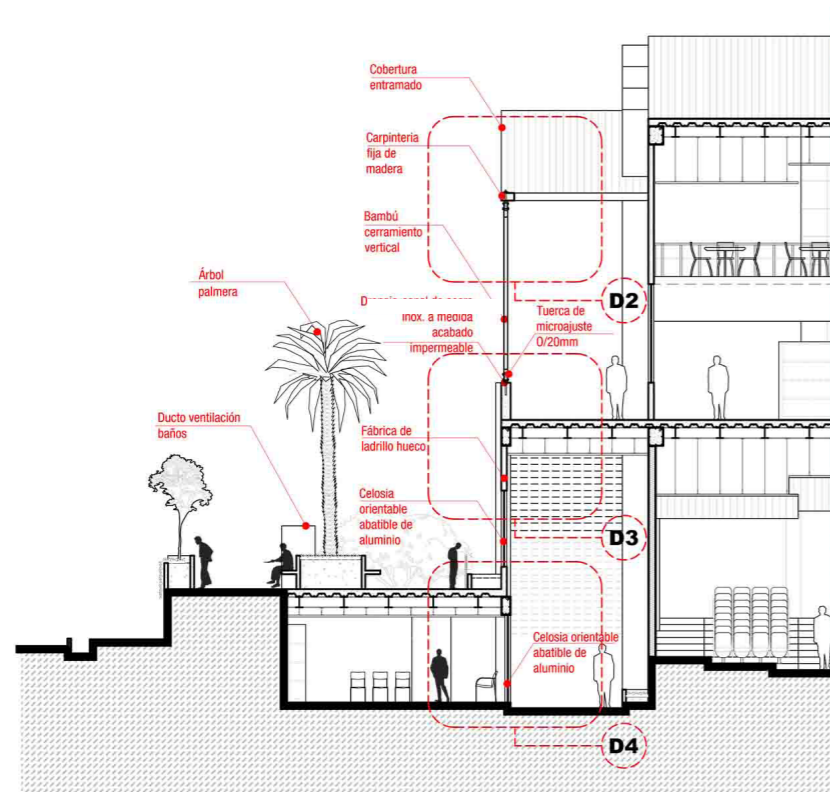 Cobertura
entramado
Carpinteria
fija de
madera
Bambú
cerramiento
vertical
Árbol
palmera
inox. a medida
acabado
impermeable
Tuerca de
microajuste
0/20mm
D2
Ducto ventilación
baños
Fábrica de
ladrillo hueco
Celosia
orientable
abatible de
aluminio
D3
Celosia orientable
abatible de
aluminio
D4